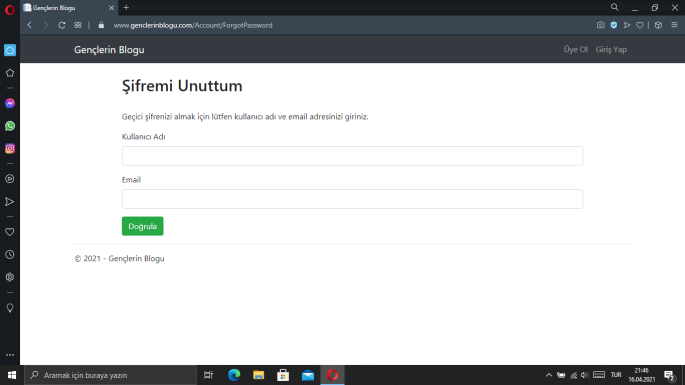 Gençlerin Blogu
www.genclerinblogu.com/Account/ForgotPassword
Gençlerin Blogu
Üye Ol Giriş Yap
Şifremi Unuttum
Geçici şifrenizi almak için lütfen kullanıcı adı ve email adresinizi giriniz.
Kullanıcı Adı
Email
Doğrula
© 2021 - Gençlerin Blogu
Aramak için buraya yazın
TUR
21:46
16.04.2021
2